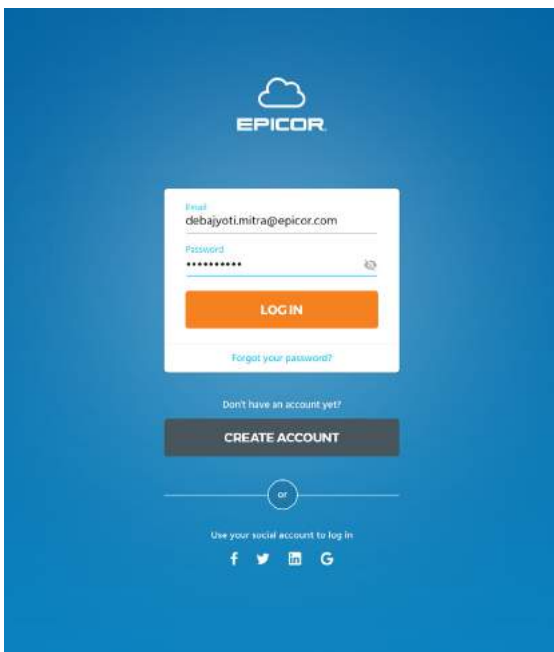 EPICOR
Email
debajyoti.mitra@epicor.com
Password
••••••••••
LOG IN
Forgot your password?
Don't have an account yet?
CREATE ACCOUNT
or
Use your social account to log in